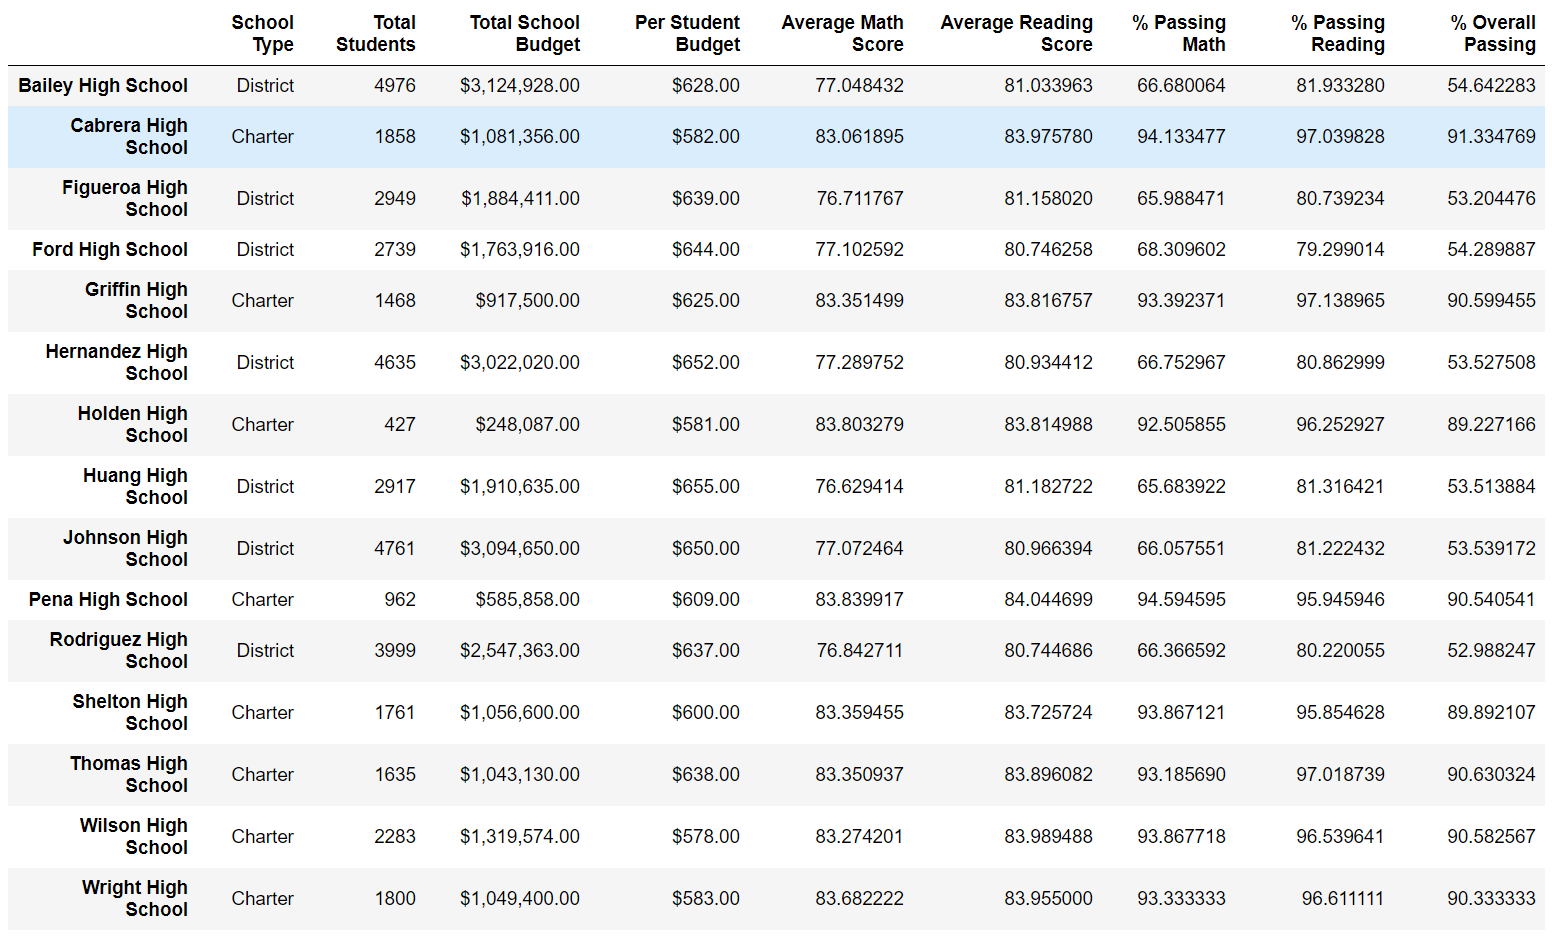 School Type Total Students Total School Budget Per Student Budget Average Math Score Average Reading Score % Passing Math % Passing Reading % Overall Passing
Bailey High School District 4976 $3,124,928.00 $628.00 77.048432 81.033963 66.680064 81.933280 54.642283
Cabrera High School Charter 1858 $1,081,356.00 $582.00 83.061895 83.975780 94.133477 97.039828 91.334769
Figueroa High School District 2949 $1,884,411.00 $639.00 76.711767 81.158020 65.988471 80.739234 53.204476
Ford High School District 2739 $1,763,916.00 $644.00 77.102592 80.746258 68.309602 79.299014 54.289887
Griffin High School Charter 1468 $917,500.00 $625.00 83.351499 83.816757 93.392371 97.138965 90.599455
Hernandez High School District 4635 $3,022,020.00 $652.00 77.289752 80.934412 66.752967 80.862999 53.527508
Holden High School Charter 427 $248,087.00 $581.00 83.803279 83.814988 92.505855 96.252927 89.227166
Huang High School District 2917 $1,910,635.00 $655.00 76.629414 81.182722 65.683922 81.316421 53.513884
Johnson High School District 4761 $3,094,650.00 $650.00 77.072464 80.966394 66.057551 81.222432 53.539172
Pena High School Charter 962 $585,858.00 $609.00 83.839917 84.044699 94.594595 95.945946 90.540541
Rodriguez High School District 3999 $2,547,363.00 $637.00 76.842711 80.744686 66.366592 80.220055 52.988247
Shelton High School Charter 1761 $1,056,600.00 $600.00 83.359455 83.725724 93.867121 95.854628 89.892107
Thomas High School Charter 1635 $1,043,130.00 $638.00 83.350937 83.896082 93.185690 97.018739 90.630324
Wilson High School Charter 2283 $1,319,574.00 $578.00 83.274201 83.989488 93.867718 96.539641 90.582567
Wright High School Charter 1800 $1,049,400.00 $583.00 83.682222 83.955000 93.333333 96.611111 90.333333